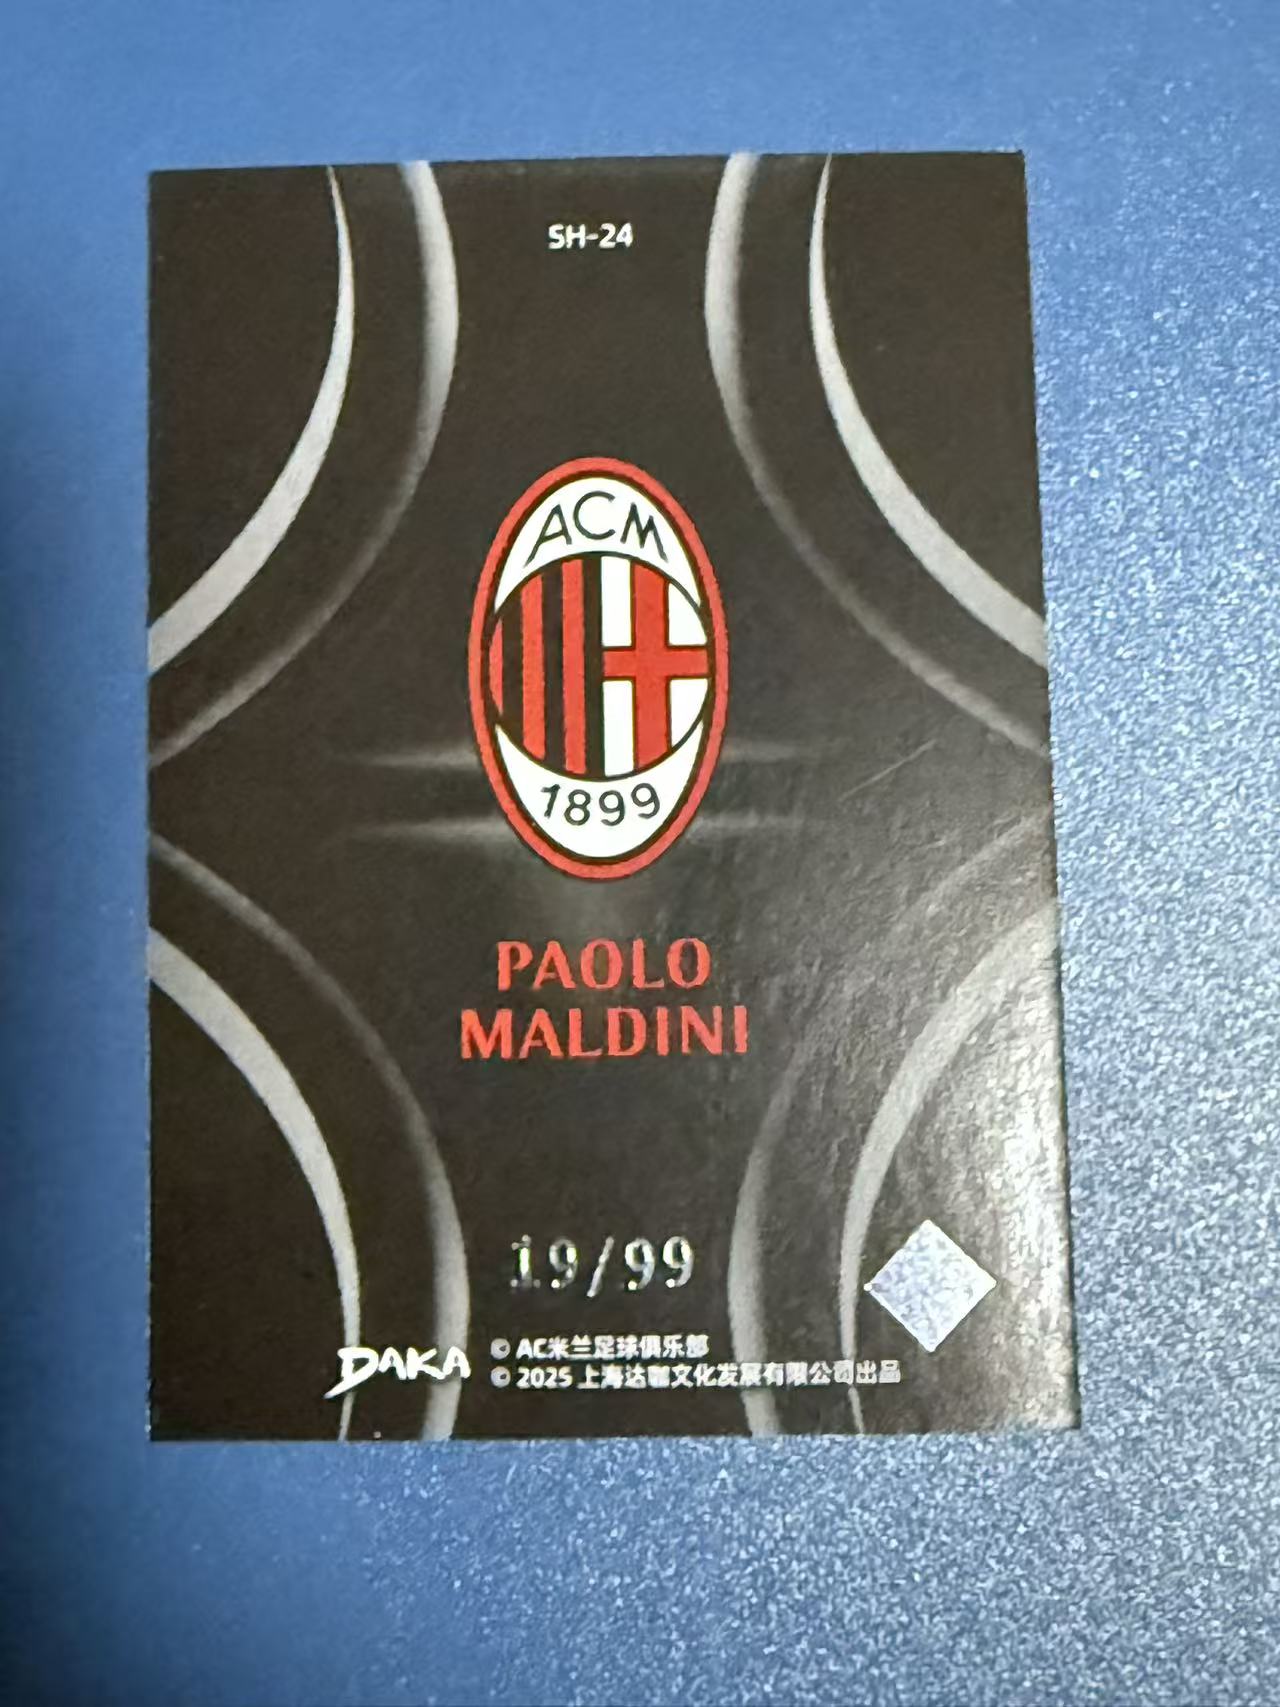 SH-24
ACM
1899
PAOLO
MALDINI
19/99
DAKA
© AC米兰足球俱乐部
© 2025 上海达咖文化发展有限公司出品